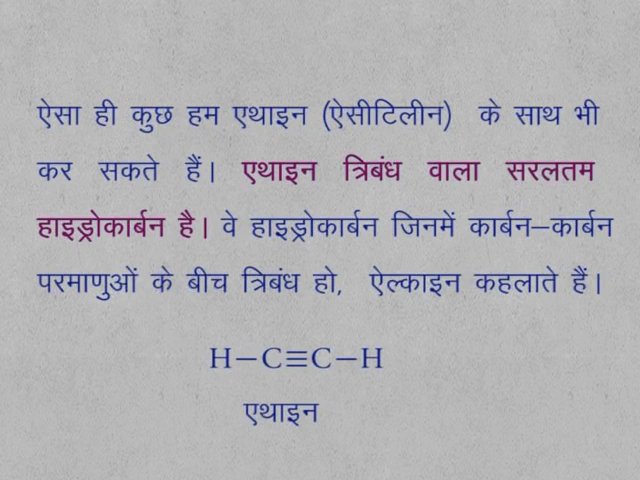 ऐसा ही कुछ हम एथाइन (ऐसीटिलीन) के साथ भी
कर सकते हैं। एथाइन त्रिबंध वाला सरलतम
हाइड्रोकार्बन है। वे हाइड्रोकार्बन जिनमें कार्बन–कार्बन
परमाणुओं के बीच त्रिबंध हो, ऐल्काइन कहलाते हैं।
H–C≡C–H
एथाइन